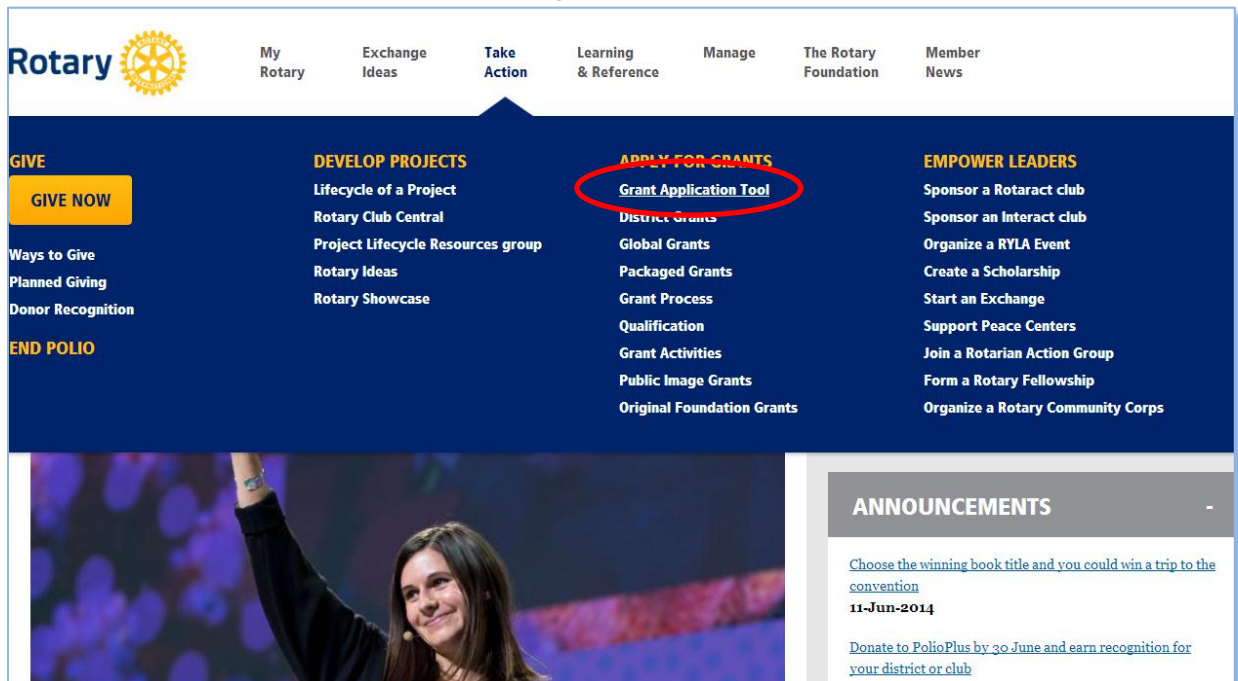 Rotary
ROTARY
INTERNATIONAL
My
Rotary
Exchange
Ideas
Take
Action
Learning
& Reference
Manage
The Rotary
Foundation
Member
News
GIVE
GIVE NOW
Ways to Give
Planned Giving
Donor Recognition
END POLIO
DEVELOP PROJECTS
Lifecycle of a Project
Rotary Club Central
Project Lifecycle Resources group
Rotary Ideas
Rotary Showcase
APPLY FOR GRANTS
Grant Application Tool
District Grants
Global Grants
Packaged Grants
Grant Process
Qualification
Grant Activities
Public Image Grants
Original Foundation Grants
EMPOWER LEADERS
Sponsor a Rotaract club
Sponsor an Interact club
Organize a RYLA Event
Create a Scholarship
Start an Exchange
Support Peace Centers
Join a Rotarian Action Group
Form a Rotary Fellowship
Organize a Rotary Community Corps
ANNOUNCEMENTS -
Choose the winning book title and you could win a trip to the
convention
11-Jun-2014
Donate to PolioPlus by 30 June and earn recognition for
your district or club